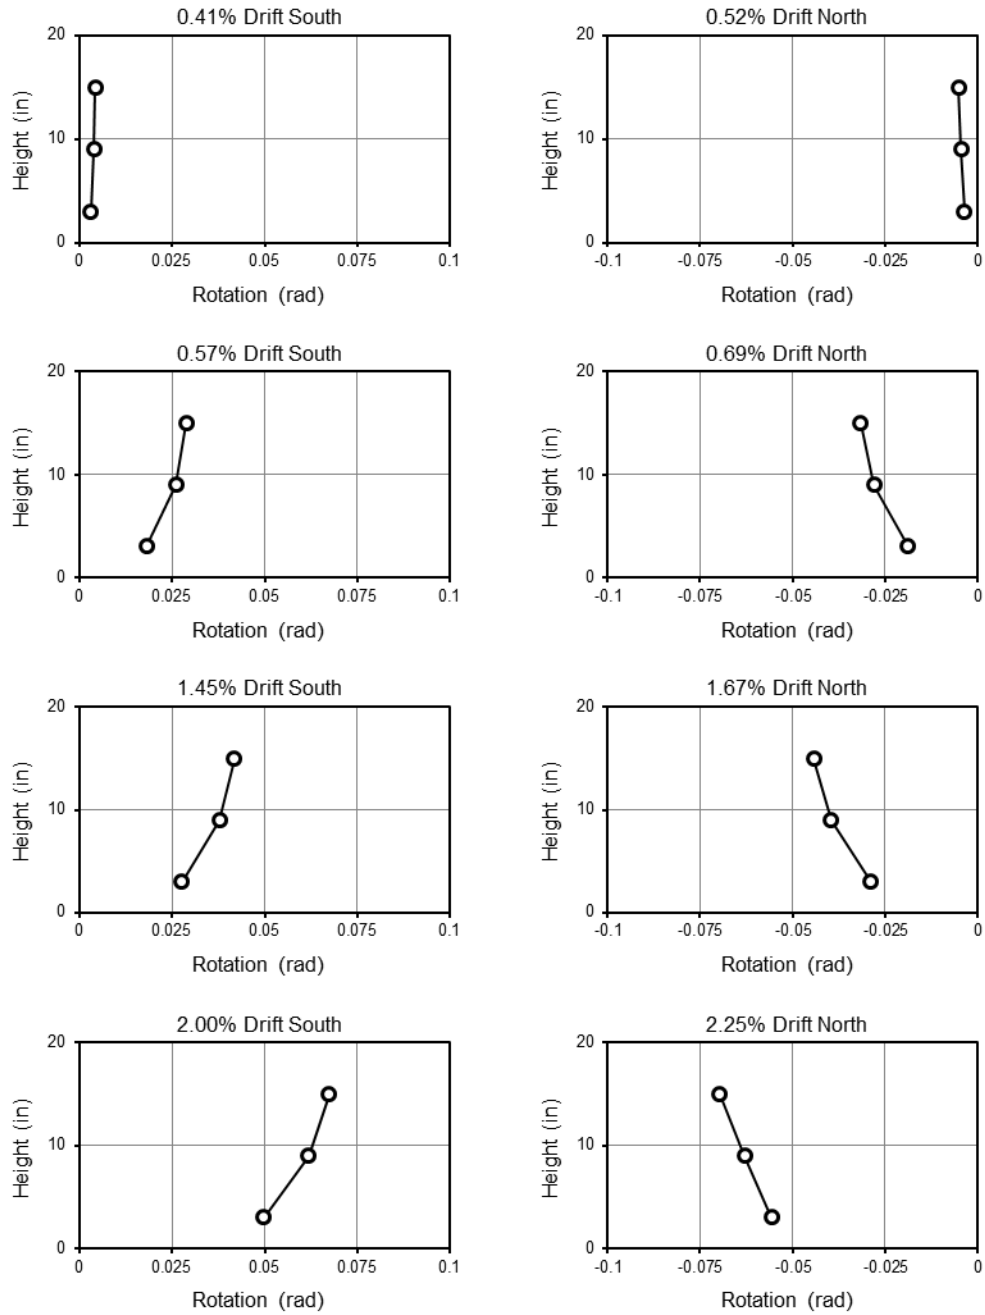 0.41% Drift South
20
10
0
Height (in)
0 0.025 0.05 0.075 0.1
Rotation (rad)
0.52% Drift North
20
10
0
Height (in)
-0.1 -0.075 -0.05 -0.025 0
Rotation (rad)
0.57% Drift South
20
10
0
Height (in)
0 0.025 0.05 0.075 0.1
Rotation (rad)
0.69% Drift North
20
10
0
Height (in)
-0.1 -0.075 -0.05 -0.025 0
Rotation (rad)
1.45% Drift South
20
10
0
Height (in)
0 0.025 0.05 0.075 0.1
Rotation (rad)
1.67% Drift North
20
10
0
Height (in)
-0.1 -0.075 -0.05 -0.025 0
Rotation (rad)
2.00% Drift South
20
10
0
Height (in)
0 0.025 0.05 0.075 0.1
Rotation (rad)
2.25% Drift North
20
10
0
Height (in)
-0.1 -0.075 -0.05 -0.025 0
Rotation (rad)